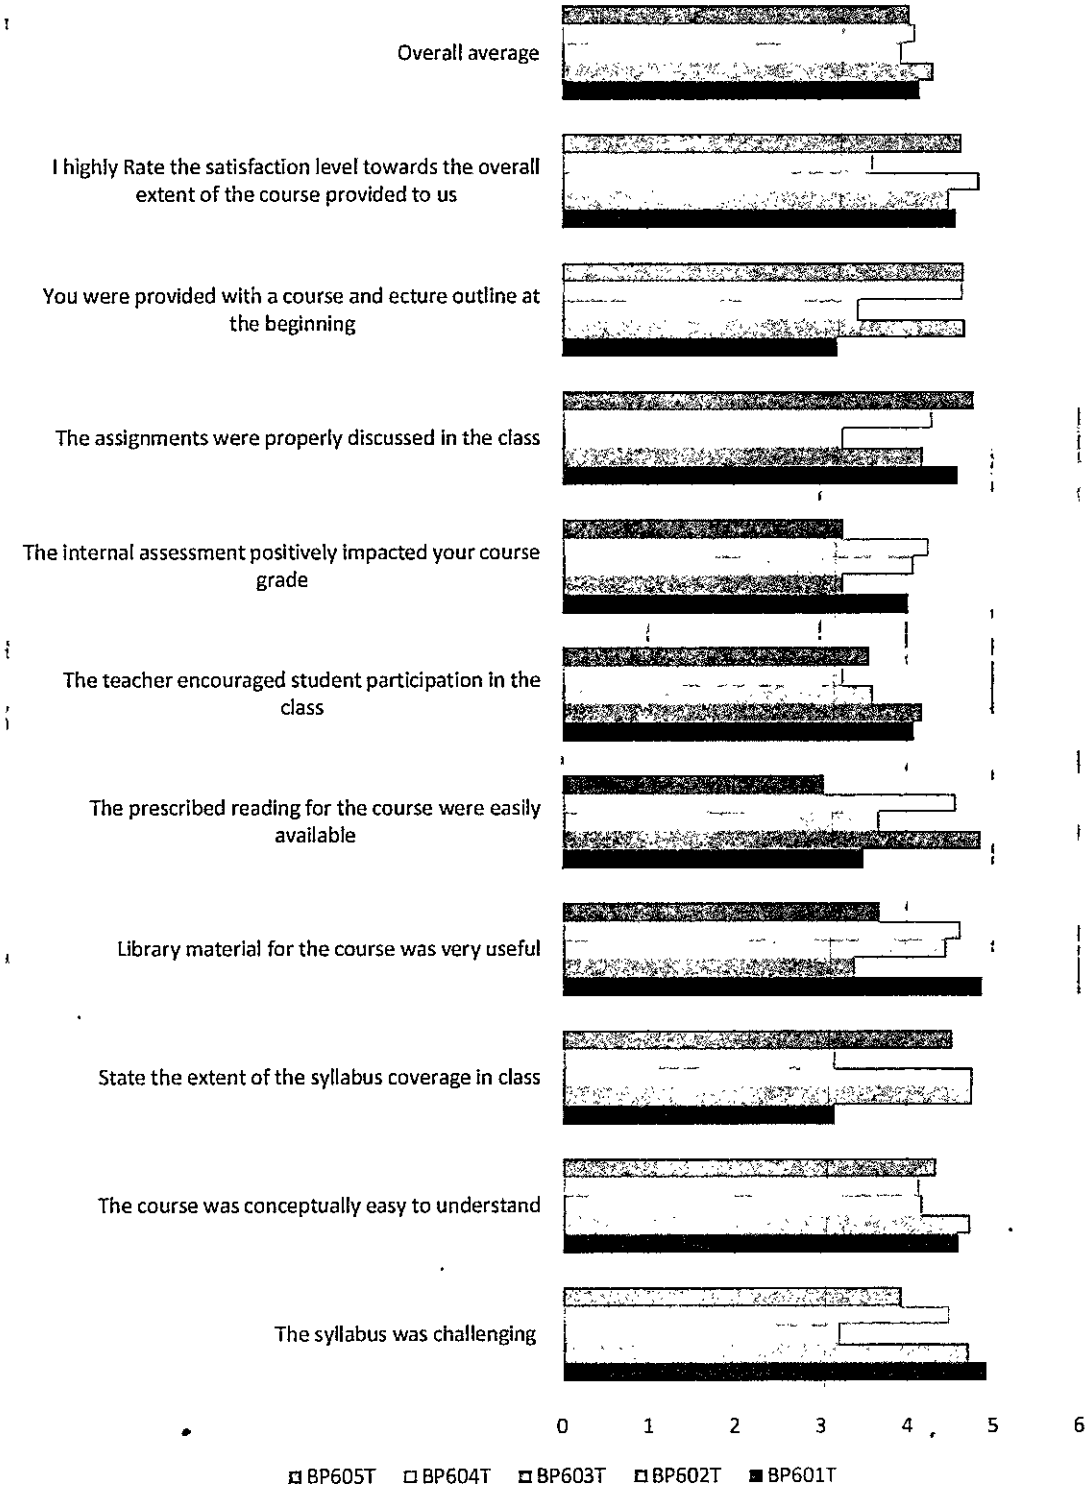 Overall average
I highly Rate the satisfaction level towards the overall
extent of the course provided to us
You were provided with a course and ecture outline at
the beginning
The assignments were properly discussed in the class
The internal assessment positively impacted your course
grade
The teacher encouraged student participation in the
class
The prescribed reading for the course were easily
available
Library material for the course was very useful
State the extent of the syllabus coverage in class
The course was conceptually easy to understand
The syllabus was challenging
0 1 2 3 4 5 6
BP605T BP604T BP603T BP602T BP601T